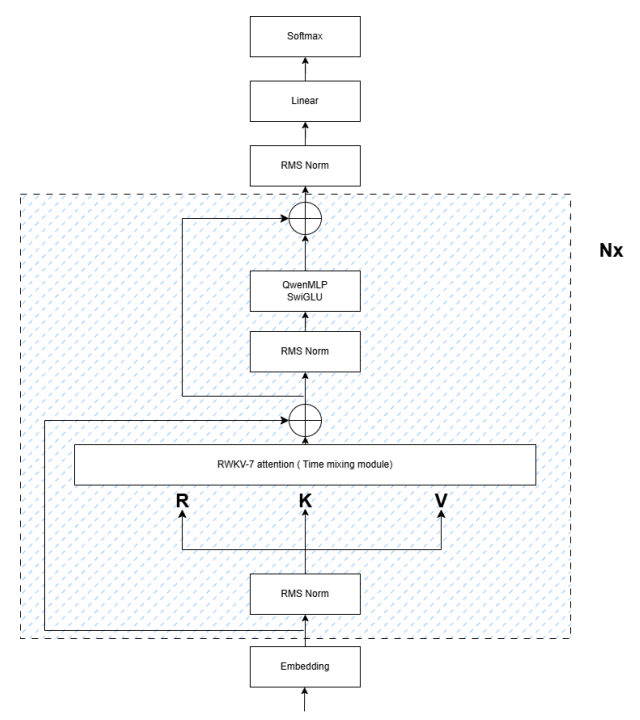 Softmax
Linear
RMS Norm
Nx
QwenMLP
SwiGLU
RMS Norm
RWKV-7 attention ( Time mixing module)
R K V
RMS Norm
Embedding